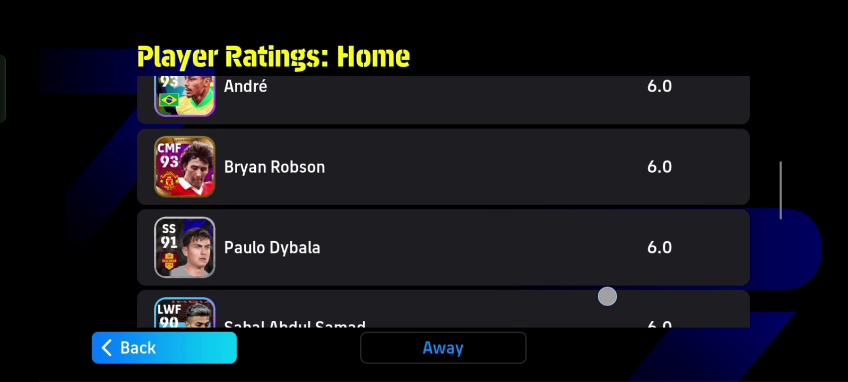 Player Ratings: Home
93
André
6.0
CMF
93
Bryan Robson
6.0
SS
91
Paulo Dybala
6.0
LWF
90
Sahal Abdul Samad
6.0
Back
Away